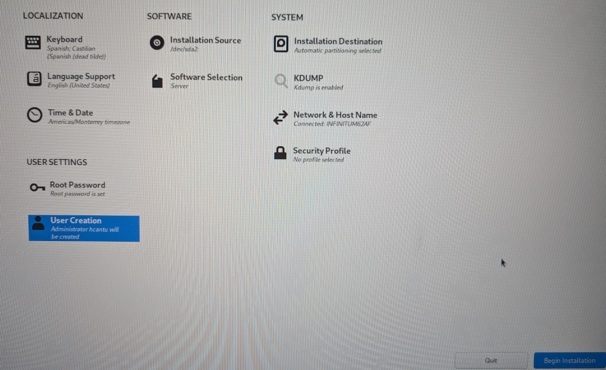 LOCALIZATION
Keyboard
Spanish; Castilian
(Spanish (dead tilde))
Language Support
English (United States)
Time & Date
Americas/Monterrey timezone
SOFTWARE
Installation Source
/dev/sda2:
Software Selection
Server
SYSTEM
Installation Destination
Automatic partitioning selected
KDUMP
Kdump is enabled
Network & Host Name
Connected: INFINITUM62AF
Security Profile
No profile selected
USER SETTINGS
Root Password
Root password is set
User Creation
Administrator hcantu will
be created
Quit
Begin Installation